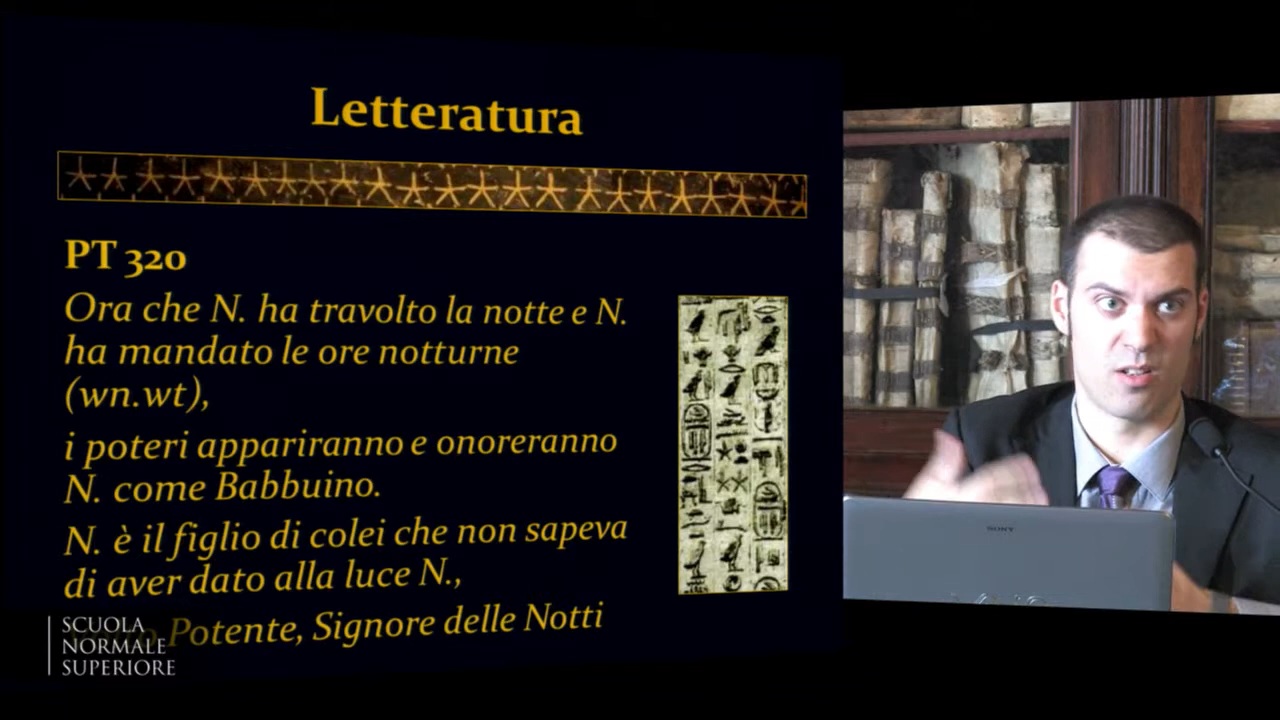 Letteratura
PT 320
Ora che N. ha travolto la notte e N.
ha mandato le ore notturne
(wn.wt),
i poteri appariranno e onoreranno
N. come Babbuino.
N. è il figlio di colei che non sapeva
di aver dato alla luce N.,
Potente, Signore delle Notti
SCUOLA
NORMALE
SUPERIORE
SONY